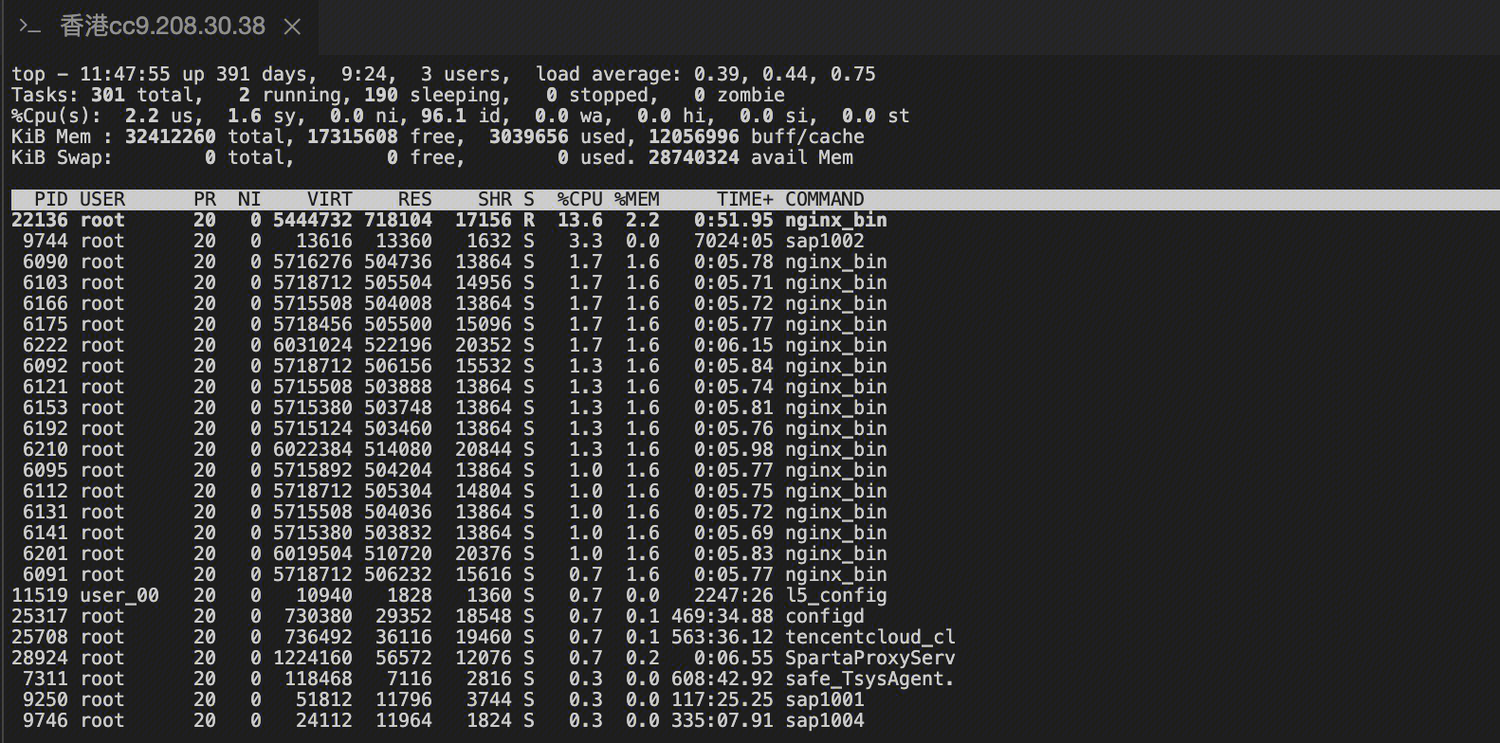 >_ 香港cc9.208.30.38 ×
top - 11:47:55 up 391 days,  9:24,  3 users,  load average: 0.39, 0.44, 0.75
Tasks: 301 total,   2 running, 190 sleeping,   0 stopped,   0 zombie
%Cpu(s):  2.2 us,  1.6 sy,  0.0 ni, 96.1 id,  0.0 wa,  0.0 hi,  0.0 si,  0.0 st
KiB Mem : 32412260 total, 17315608 free,  3039656 used, 12056996 buff/cache
KiB Swap:        0 total,        0 free,        0 used. 28740324 avail Mem
PID USER      PR  NI    VIRT    RES    SHR S  %CPU %MEM     TIME+ COMMAND
22136 root      20   0 5444732 718104  17156 R  13.6  2.2   0:51.95 nginx_bin
9744 root      20   0   13616  13360   1632 S   3.3  0.0   7024:05 sap1002
6090 root      20   0 5716276 504736  13864 S   1.7  1.6   0:05.78 nginx_bin
6103 root      20   0 5718712 505504  14956 S   1.7  1.6   0:05.71 nginx_bin
6166 root      20   0 5715508 504008  13864 S   1.7  1.6   0:05.72 nginx_bin
6175 root      20   0 5718456 505500  15096 S   1.7  1.6   0:05.77 nginx_bin
6222 root      20   0 6031024 522196  20352 S   1.7  1.6   0:06.15 nginx_bin
6092 root      20   0 5718712 506156  15532 S   1.3  1.6   0:05.84 nginx_bin
6121 root      20   0 5715508 503888  13864 S   1.3  1.6   0:05.74 nginx_bin
6153 root      20   0 5715380 503748  13864 S   1.3  1.6   0:05.81 nginx_bin
6192 root      20   0 5715124 503460  13864 S   1.3  1.6   0:05.76 nginx_bin
6210 root      20   0 6022384 514080  20844 S   1.3  1.6   0:05.98 nginx_bin
6095 root      20   0 5715892 504204  13864 S   1.0  1.6   0:05.77 nginx_bin
6112 root      20   0 5718712 505304  14804 S   1.0  1.6   0:05.75 nginx_bin
6131 root      20   0 5715508 504036  13864 S   1.0  1.6   0:05.72 nginx_bin
6141 root      20   0 5715380 503832  13864 S   1.0  1.6   0:05.69 nginx_bin
6201 root      20   0 6019504 510720  20376 S   1.0  1.6   0:05.83 nginx_bin
6091 root      20   0 5718712 506232  15616 S   0.7  1.6   0:05.77 nginx_bin
11519 user_00   20   0   10940   1828   1360 S   0.7  0.0   2247:26 l5_config
25317 root      20   0  730380  29352  18548 S   0.7  0.1 469:34.88 configd
25708 root      20   0  736492  36116  19460 S   0.7  0.1 563:36.12 tencentcloud_cl
28924 root      20   0 1224160  56572  12076 S   0.7  0.2   0:06.55 SpartaProxyServ
7311 root      20   0  118468   7116   2816 S   0.3  0.0 608:42.92 safe_TsysAgent.
9250 root      20   0   51812  11796   3744 S   0.3  0.0 117:25.25 sap1001
9746 root      20   0   24112  11964   1824 S   0.3  0.0 335:07.91 sap1004